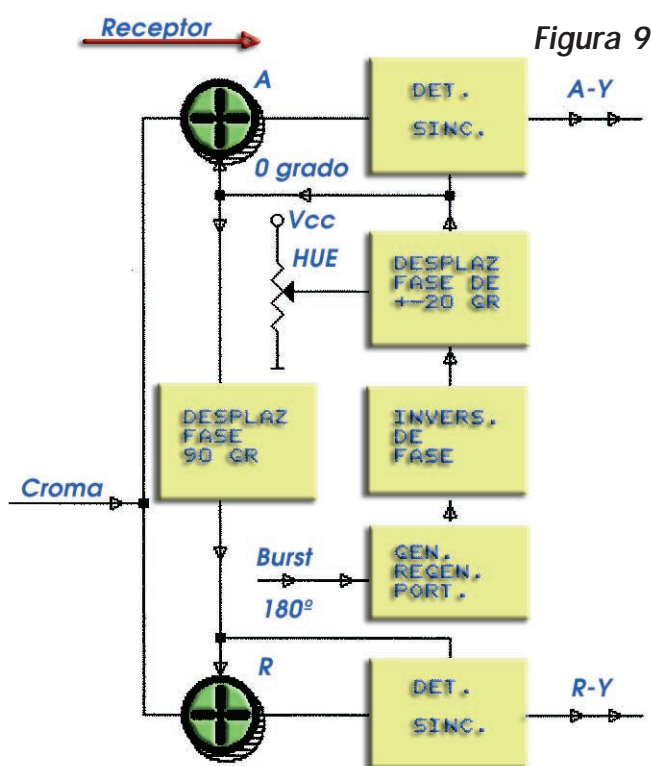 Receptor
Figura 9
A
DET.
SINC.
A-Y
0 grado
Vcc
HUE
DESPLAZ
FASE DE
+-20 GR
DESPLAZ
FASE
90 GR
INVERS.
DE
FASE
Croma
Burst
180º
GEN.
REGEN.
PORT.
R
DET.
SINC.
R-Y